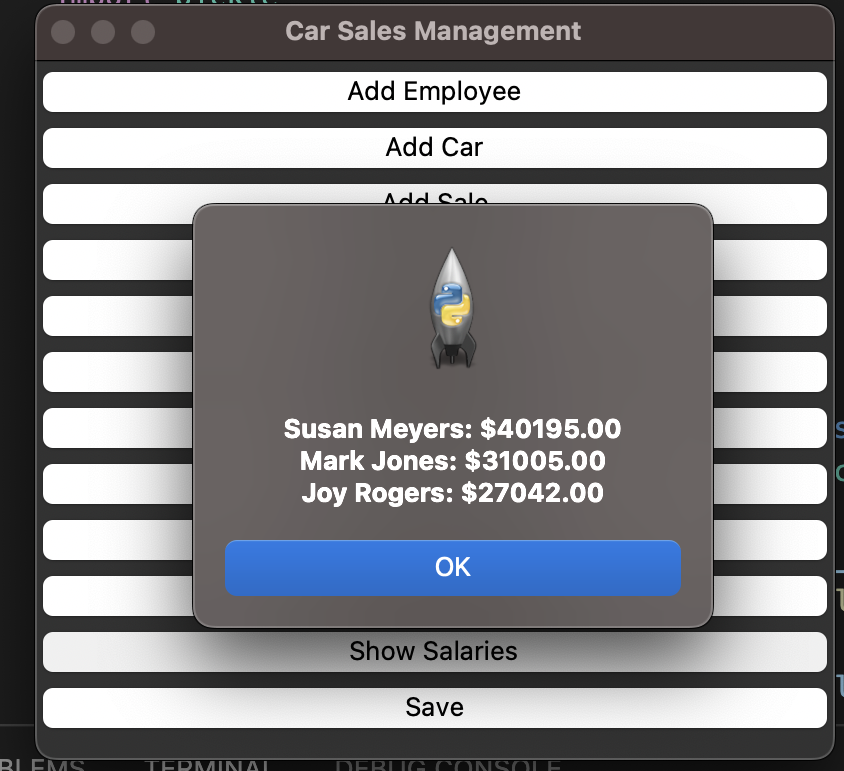 Car Sales Management
Add Employee
Add Car
Add Sale
Susan Meyers: $40195.00
Mark Jones: $31005.00
Joy Rogers: $27042.00
OK
Show Salaries
Save
TERMINAL
DEBUG CONSOLE